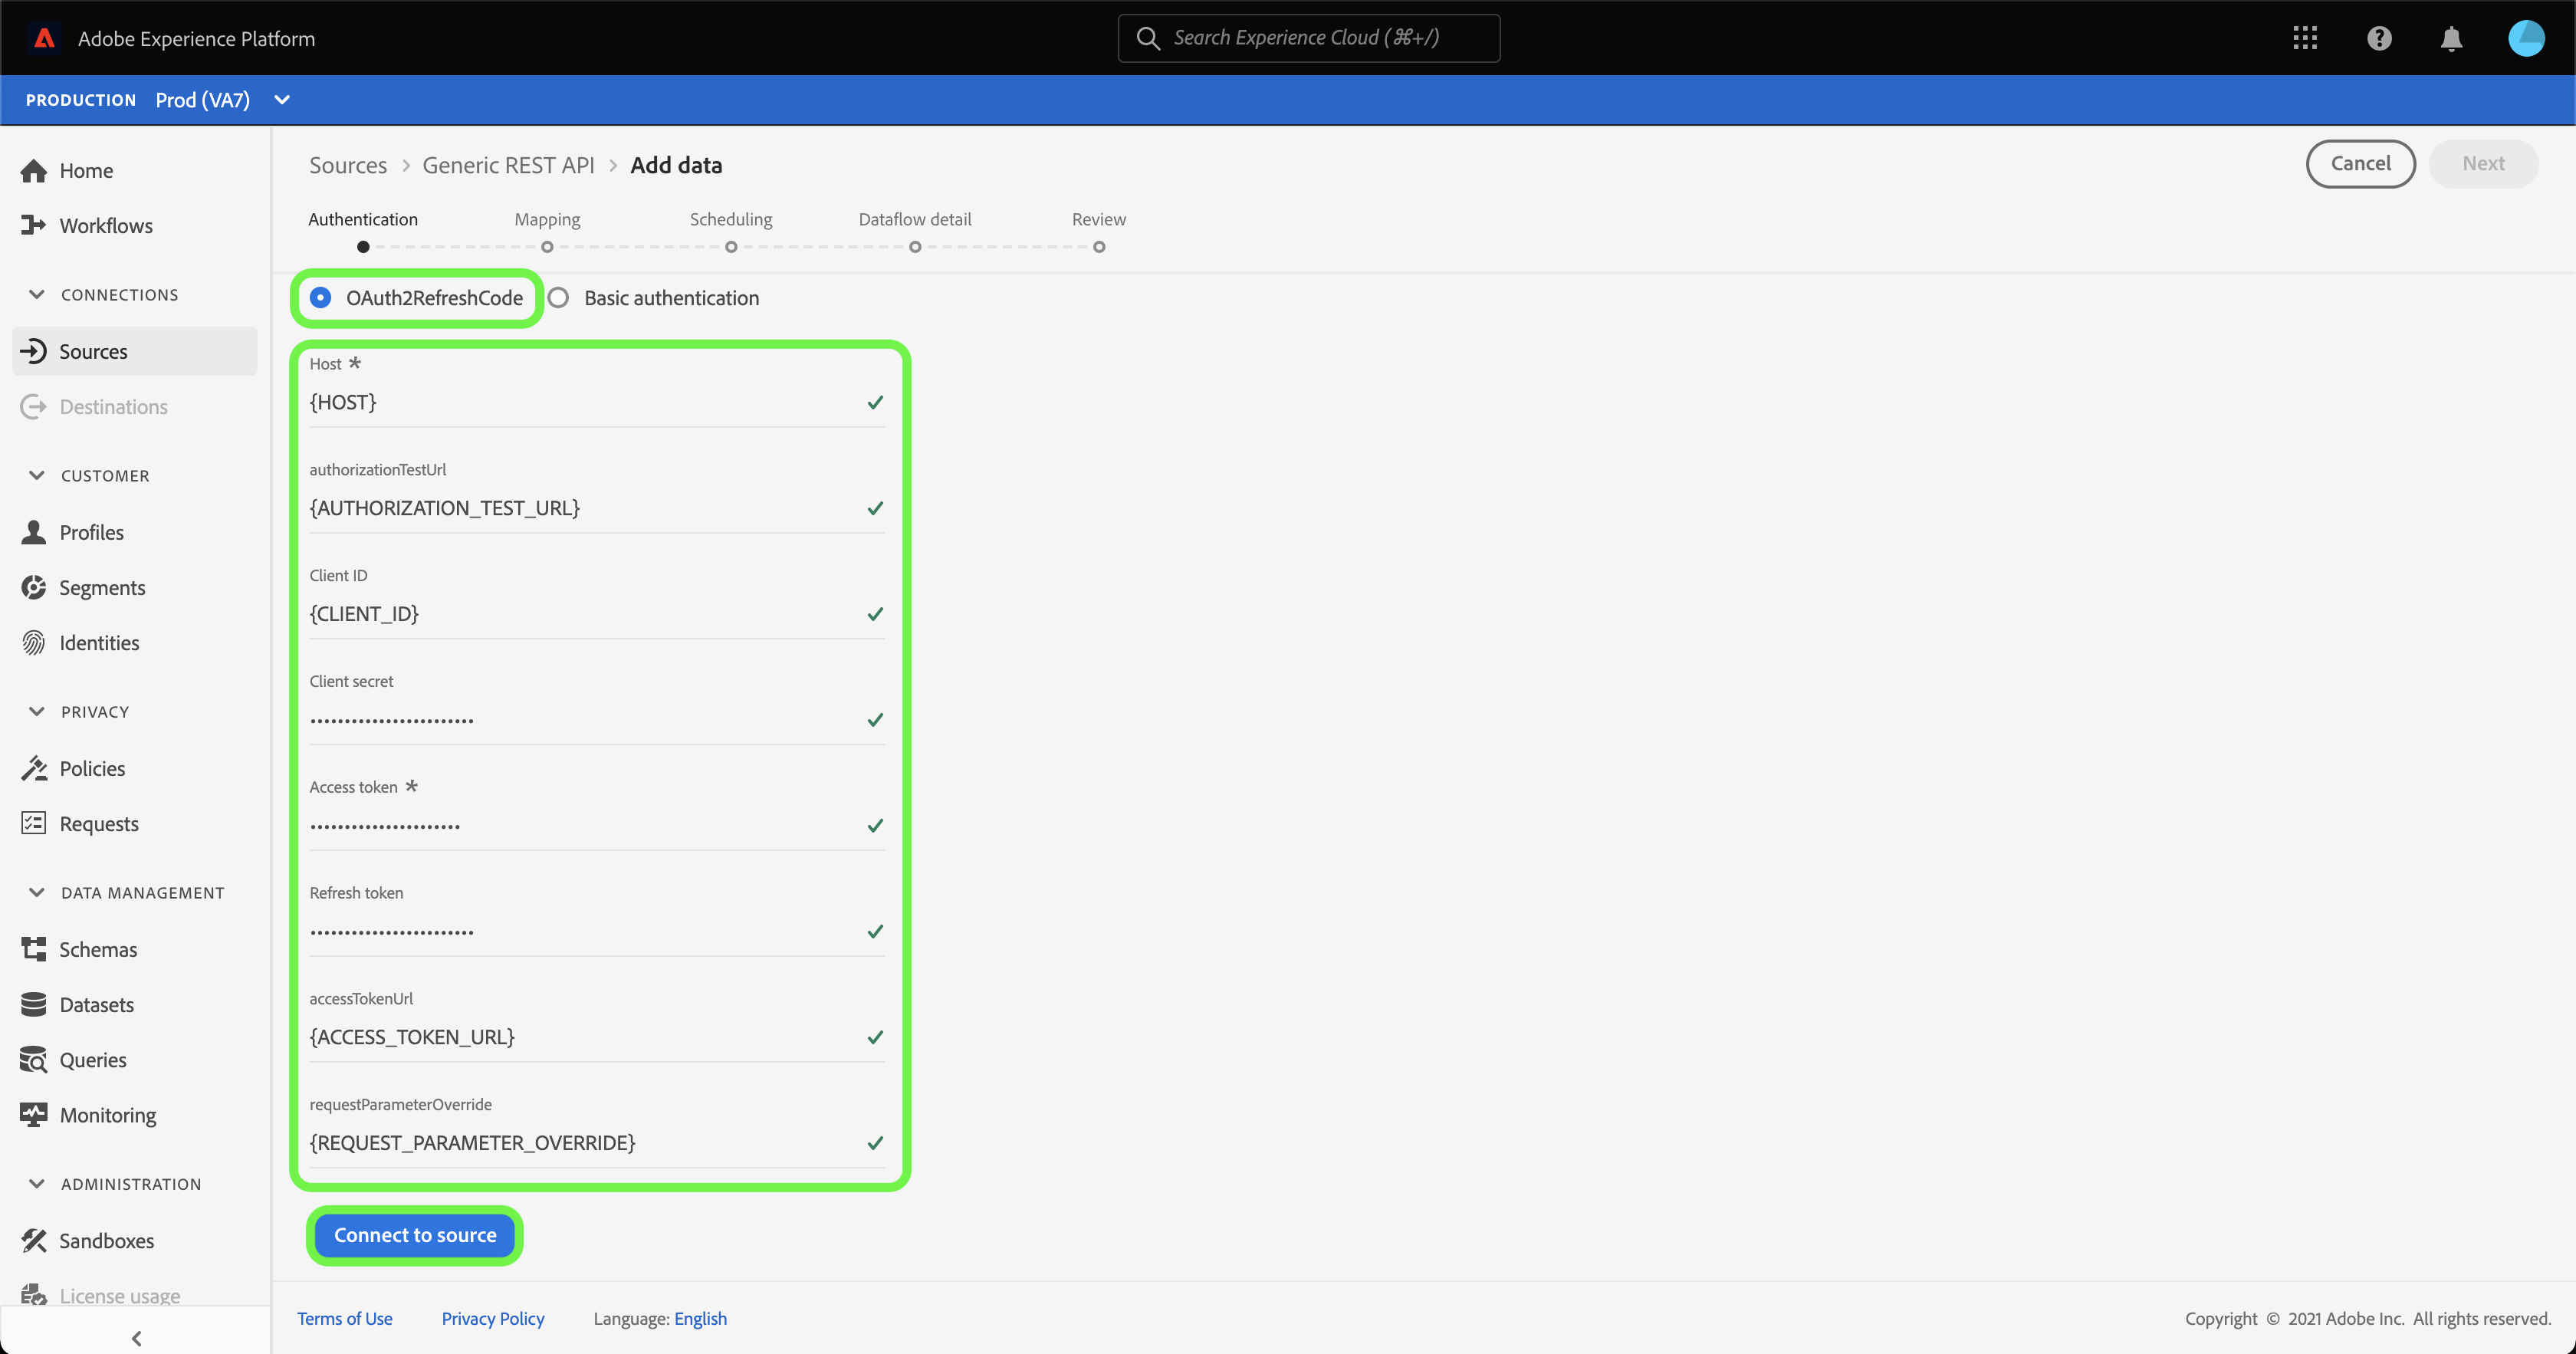 Adobe Experience Platform
Search Experience Cloud (⌘+/)
PRODUCTION Prod (VA7)
Home
Workflows
CONNECTIONS
Sources
Destinations
CUSTOMER
Profiles
Segments
Identities
PRIVACY
Policies
Requests
DATA MANAGEMENT
Schemas
Datasets
Queries
Monitoring
ADMINISTRATION
Sandboxes
License usage
Sources > Generic REST API > Add data
Cancel Next
Authentication Mapping Scheduling Dataflow detail Review
OAuth2RefreshCode Basic authentication
Host *
{HOST}
authorizationTestUrl
{AUTHORIZATION_TEST_URL}
Client ID
{CLIENT_ID}
Client secret
••••••••••••••••••••••••
Access token *
••••••••••••••••••••••
Refresh token
••••••••••••••••••••••••
accessTokenUrl
{ACCESS_TOKEN_URL}
requestParameterOverride
{REQUEST_PARAMETER_OVERRIDE}
Connect to source
Terms of Use Privacy Policy Language: English
Copyright © 2021 Adobe Inc. All rights reserved.